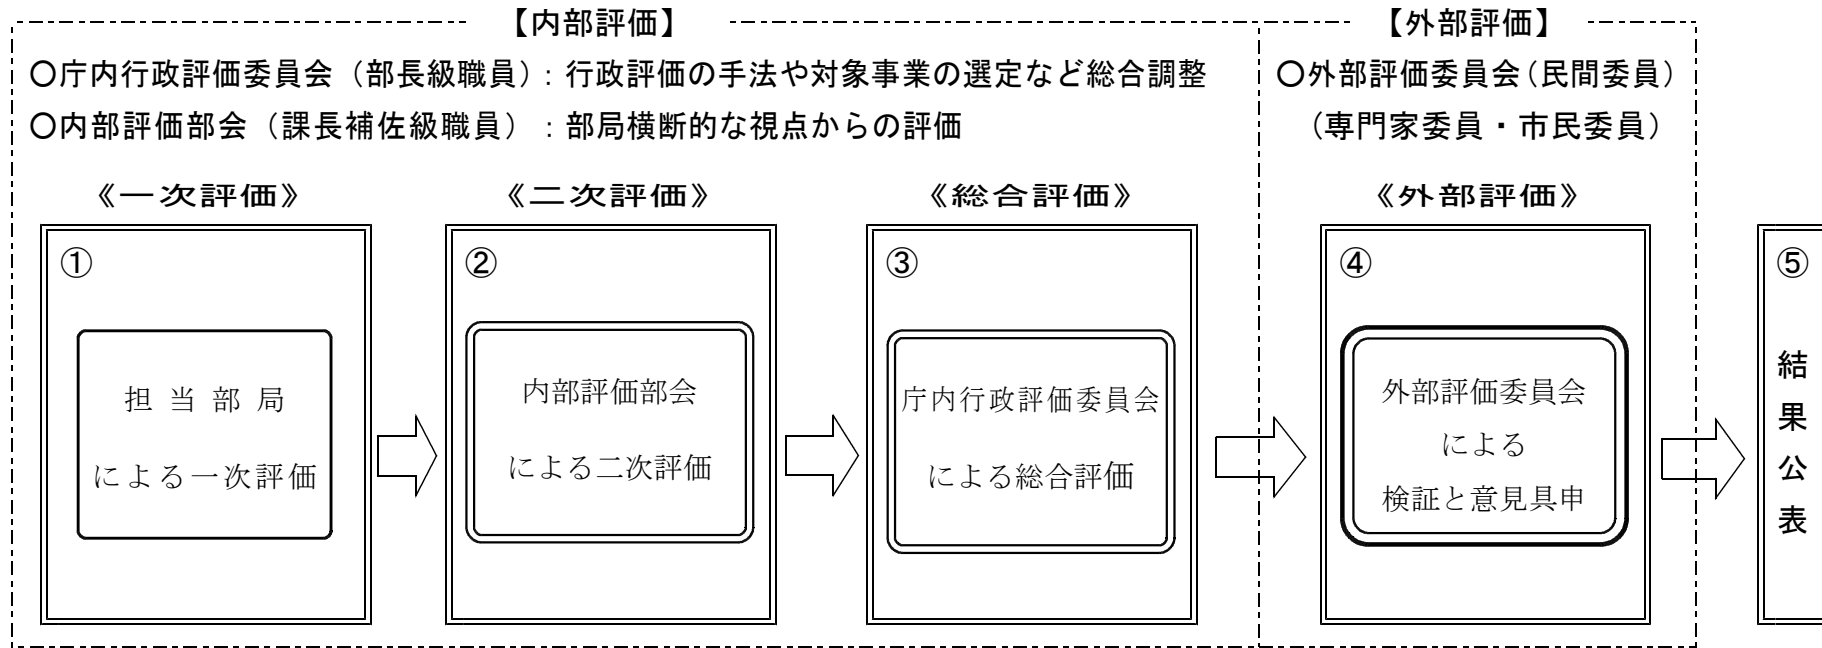 【内部評価】
【外部評価】
〇庁内行政評価委員会（部長級職員）：行政評価の手法や対象事業の選定など総合調整
〇内部評価部会（課長補佐級職員）：部局横断的な視点からの評価
〇外部評価委員会（民間委員）
（専門家委員・市民委員）
《一次評価》
①
担当部局
による一次評価
《二次評価》
②
内部評価部会
による二次評価
《総合評価》
③
庁内行政評価委員会
による総合評価
《外部評価》
④
外部評価委員会
による
検証と意見具申
⑤
結果公表